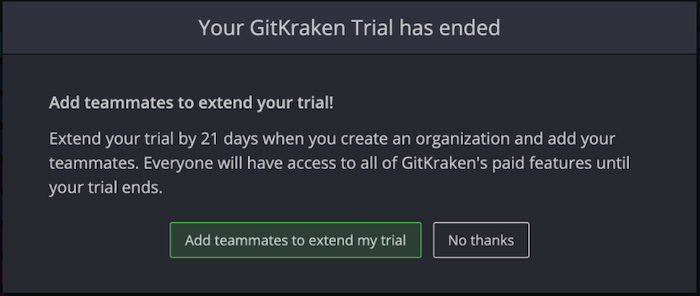 Your GitKraken Trial has ended
Add teammates to extend your trial!
Extend your trial by 21 days when you create an organization and add your
teammates. Everyone will have access to all of GitKraken's paid features until
your trial ends.
Add teammates to extend my trial
No thanks